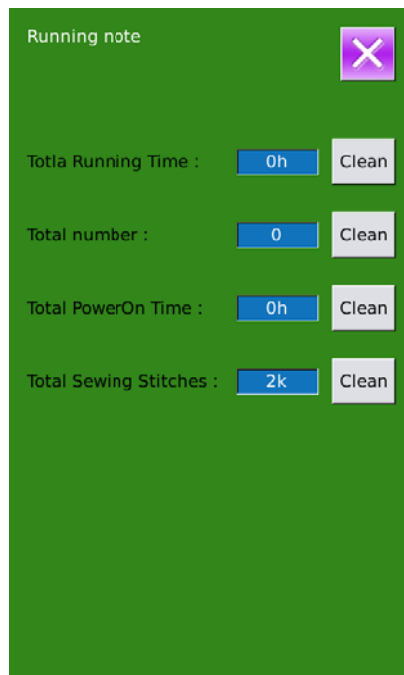 Running note
Totla Running Time : 0h Clean
Total number : 0 Clean
Total PowerOn Time : 0h Clean
Total Sewing Stitches : 2k Clean